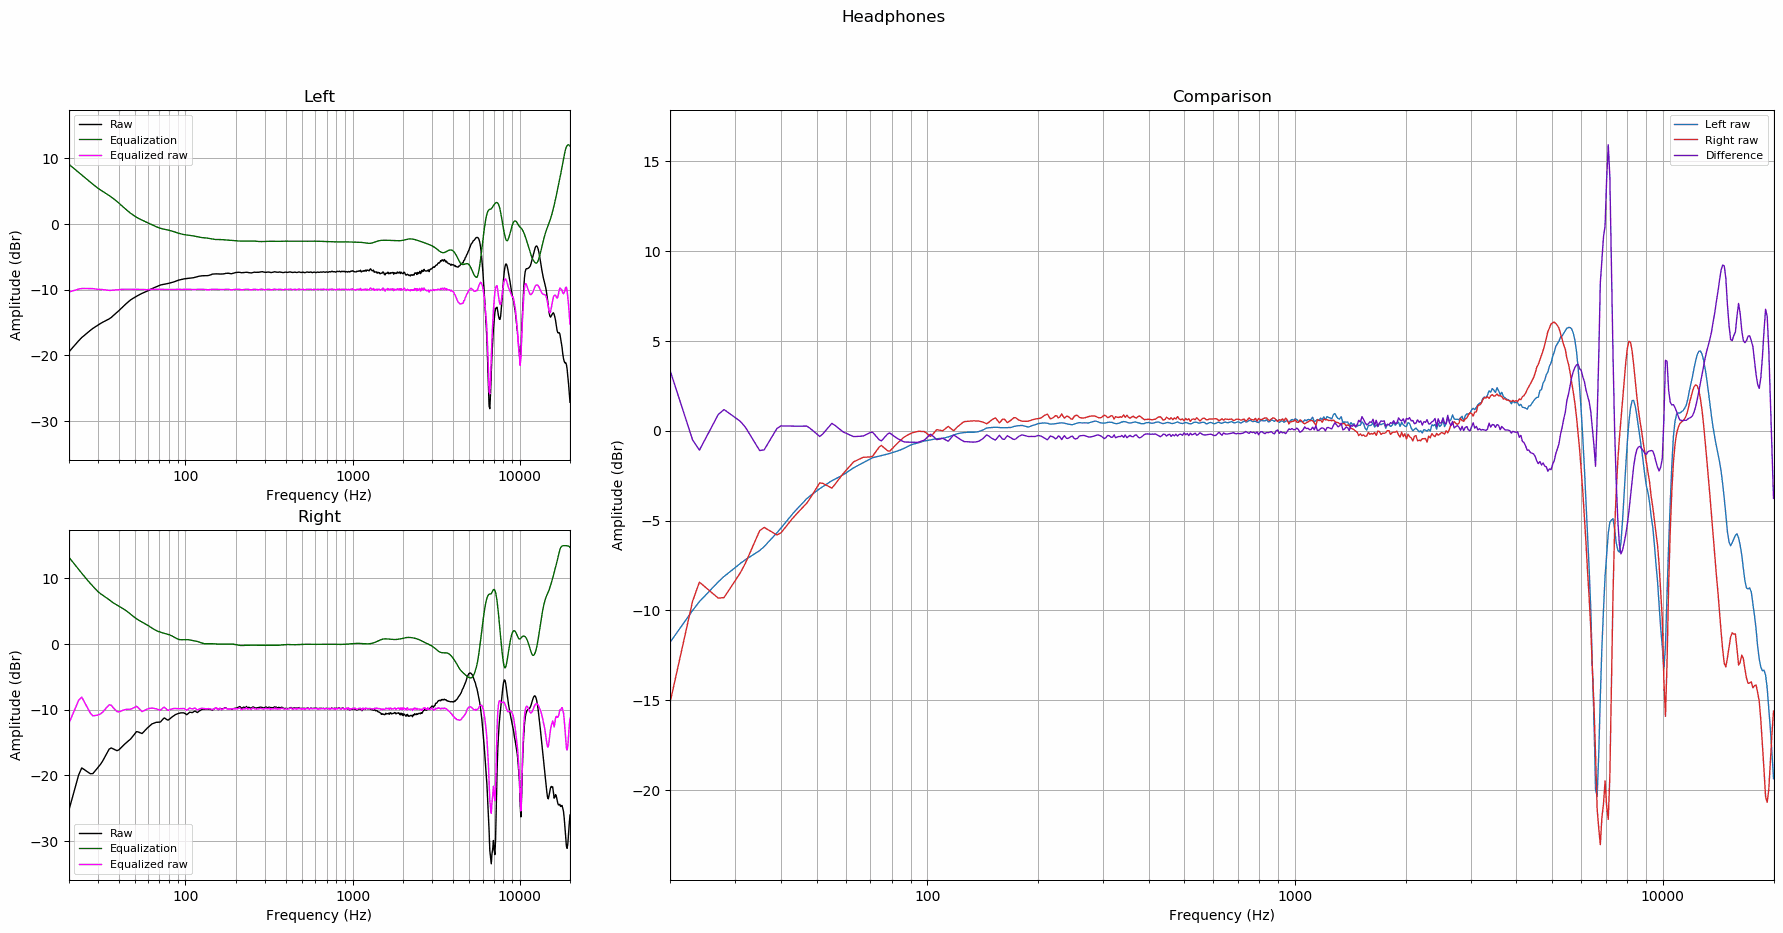 Headphones
Left
Raw
Equalization
Equalized raw
10
0
−10
−20
−30
Amplitude (dBr)
100
1000
10000
Frequency (Hz)
Right
10
0
−10
−20
−30
Amplitude (dBr)
Raw
Equalization
Equalized raw
100
1000
10000
Frequency (Hz)
Comparison
Left raw
Right raw
Difference
15
10
5
0
−5
−10
−15
−20
Amplitude (dBr)
100
1000
10000
Frequency (Hz)